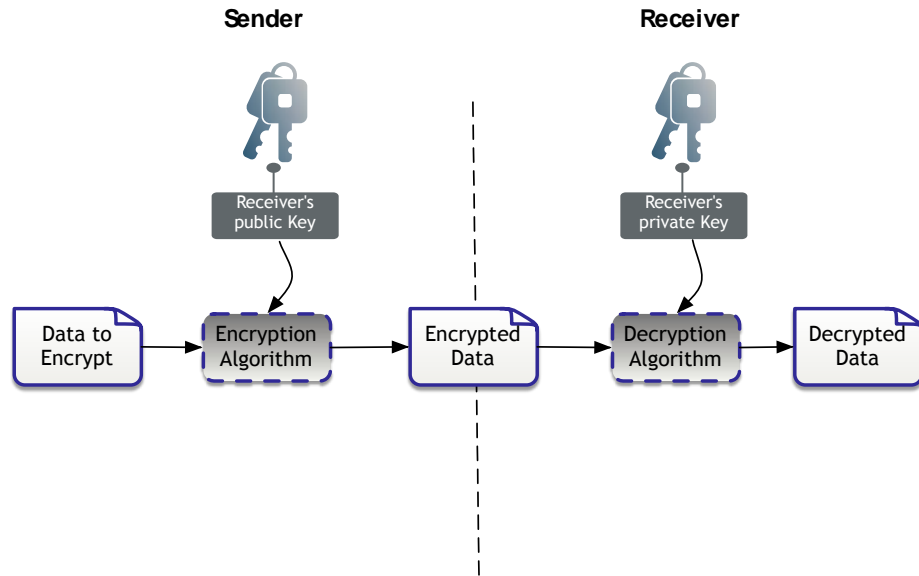 Sender
Receiver
Receiver's
public Key
Receiver's
private Key
Data to
Encrypt
Encryption
Algorithm
Encrypted
Data
Decryption
Algorithm
Decrypted
Data